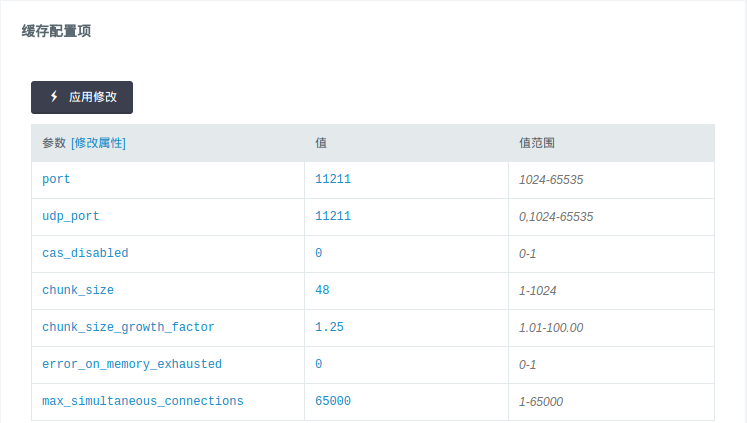 缓存配置项
应用修改
参数 [修改属性] 值 值范围
port 11211 1024-65535
udp_port 11211 0,1024-65535
cas_disabled 0 0-1
chunk_size 48 1-1024
chunk_size_growth_factor 1.25 1.01-100.00
error_on_memory_exhausted 0 0-1
max_simultaneous_connections 65000 1-65000